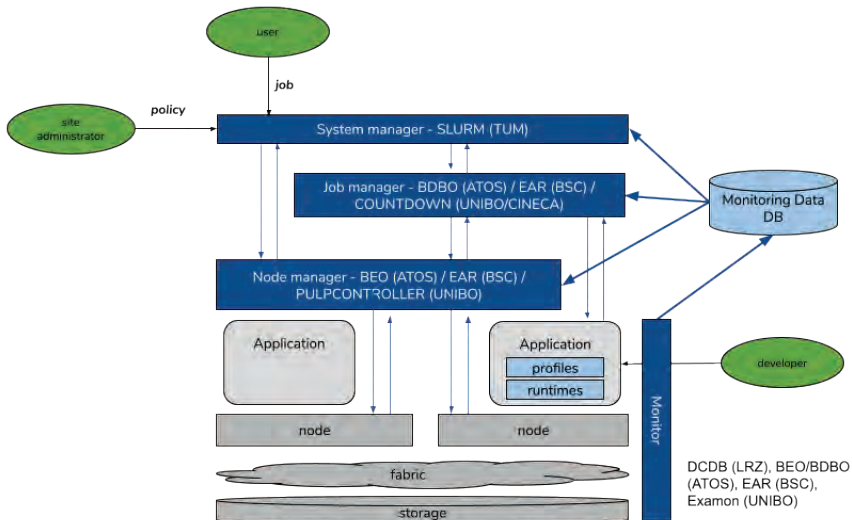 user
job
policy
site
administrator
System manager - SLURM (TUM)
Job manager - BDBO (ATOS) / EAR (BSC) /
COUNTDOWN (UNIBO/CINECA)
Monitoring Data
DB
Node manager - BEO (ATOS) / EAR (BSC) /
PULPCONTROLLER (UNIBO)
Application
Application
profiles
runtimes
developer
Monitor
node
node
fabric
storage
DCDB (LRZ), BEO/BDBO
(ATOS), EAR (BSC),
Examon (UNIBO)